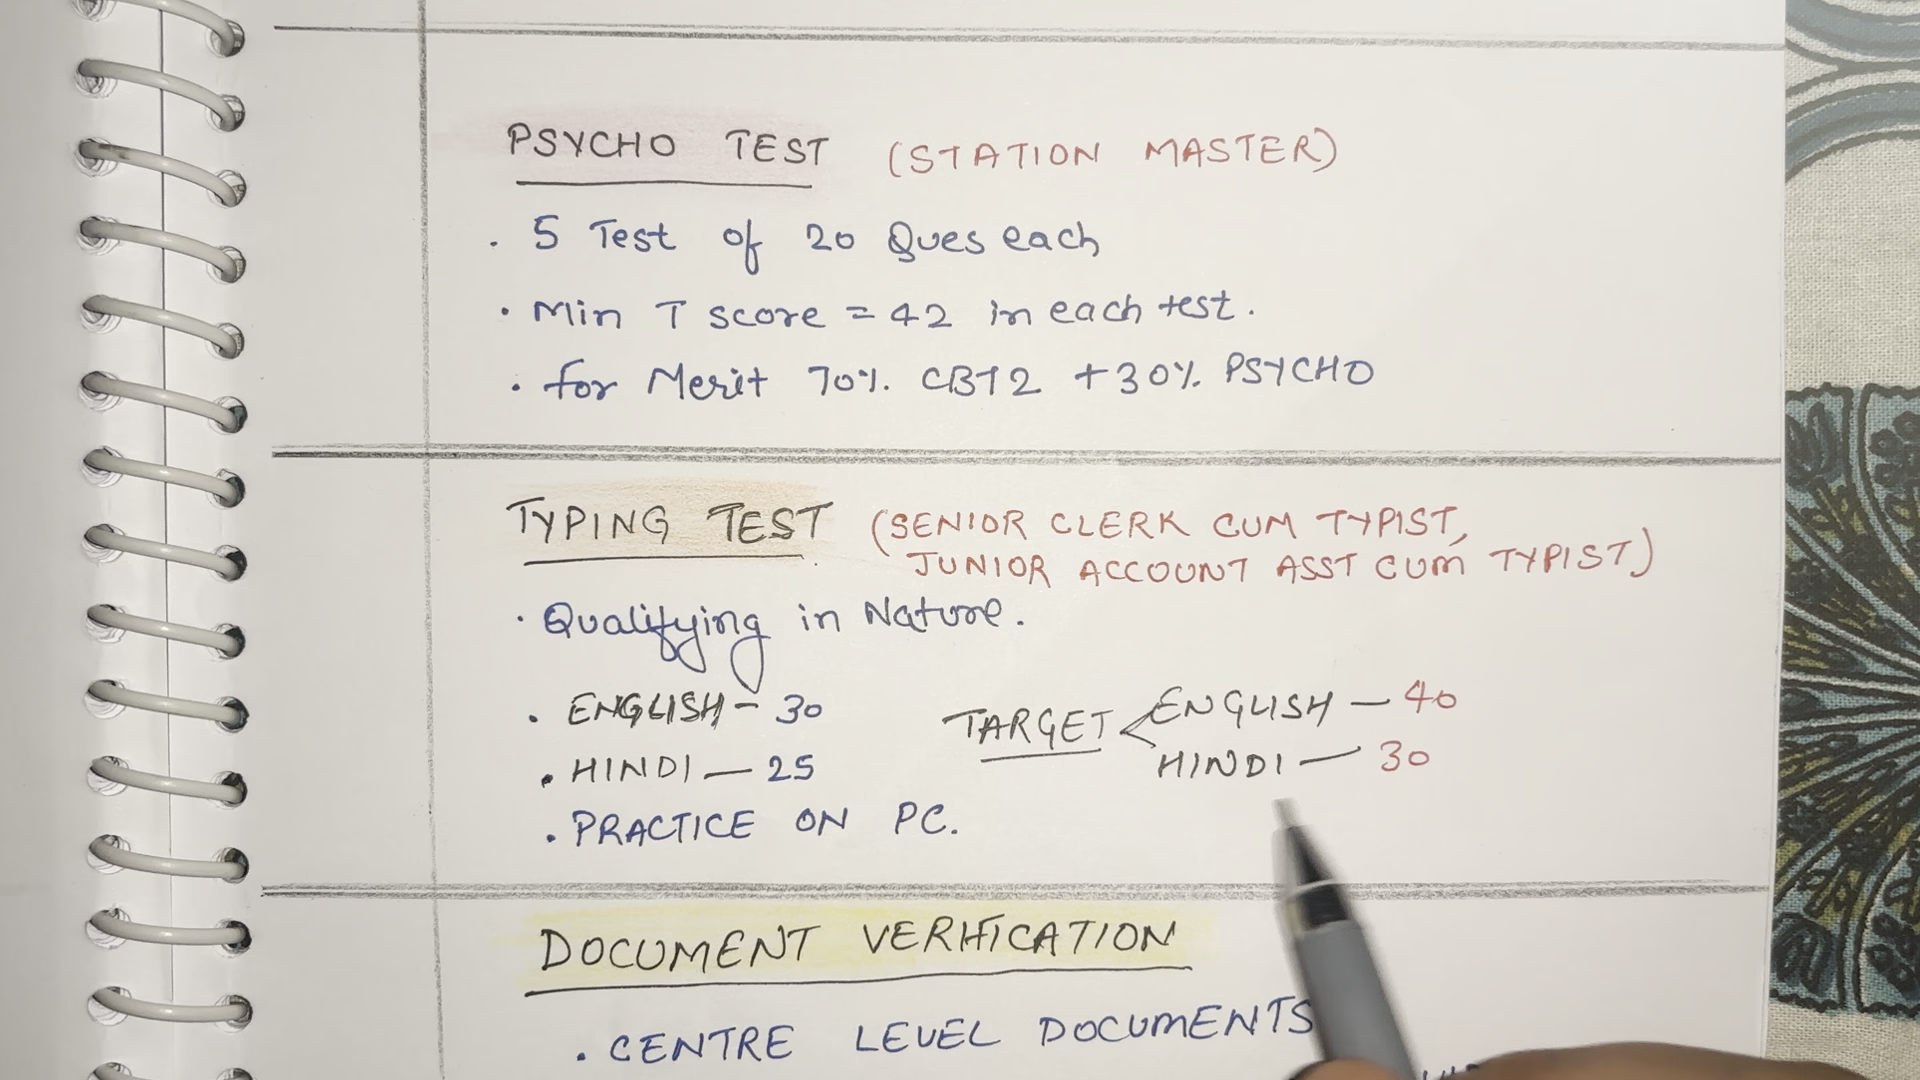 PSYCHO TEST (STATION MASTER)
. 5 Test of 20 Ques each
. Min T score = 42 in each test.
. for Merit 70%. CBT2 + 30%. PSYCHO
TYPING TEST (SENIOR CLERK CUM TYPIST,
JUNIOR ACCOUNT ASST CUM TYPIST)
. Qualifying in Nature.
. ENGLISH - 30
. HINDI — 25
TARGET < ENGLISH — 40
HINDI — 30
. PRACTICE ON PC.
DOCUMENT VERIFICATION
. CENTRE LEVEL DOCUMENTS